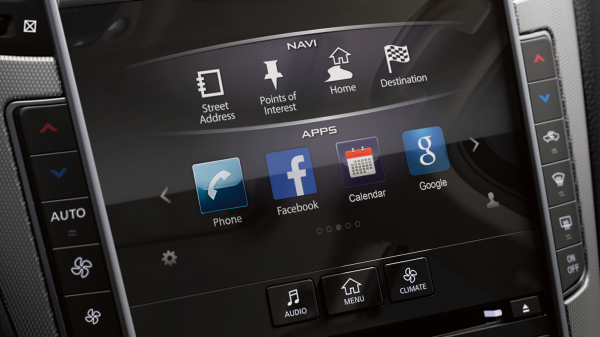 NAVI
Street
Address
Points of
Interest
Home
Destination
APPS
f
g
Phone
Facebook
Calendar
Google
AUTO
ON
OFF
AUDIO
MENU
CLIMATE